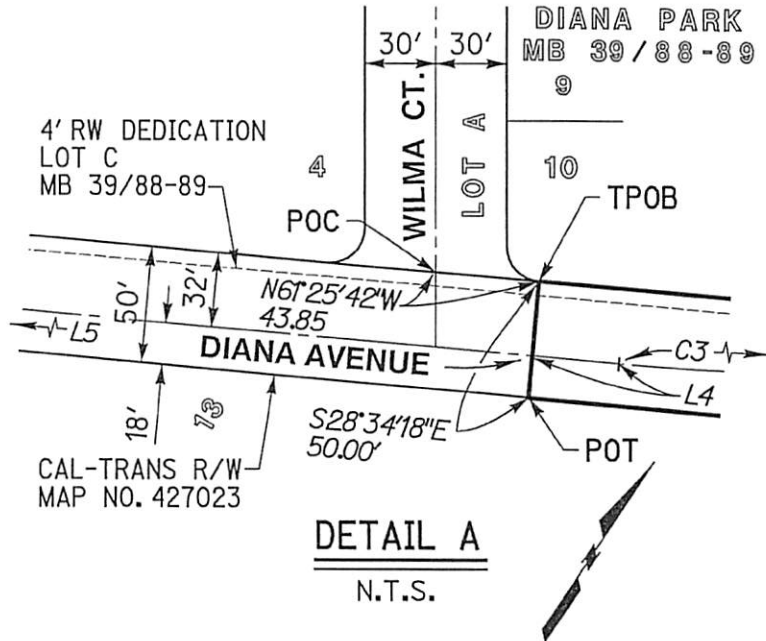 DIANA PARK
MB 39/88-89
9
30' 30'
WILMA CT.
LOT A
4' RW DEDICATION
LOT C
MB 39/88-89
4
10
POC
TPOB
N61°25'42"W
43.85
50'
32'
L5
DIANA AVENUE
C3
L4
18'
13
S28°34'18"E
50.00'
POT
CAL-TRANS R/W
MAP NO. 427023
DETAIL A
N.T.S.